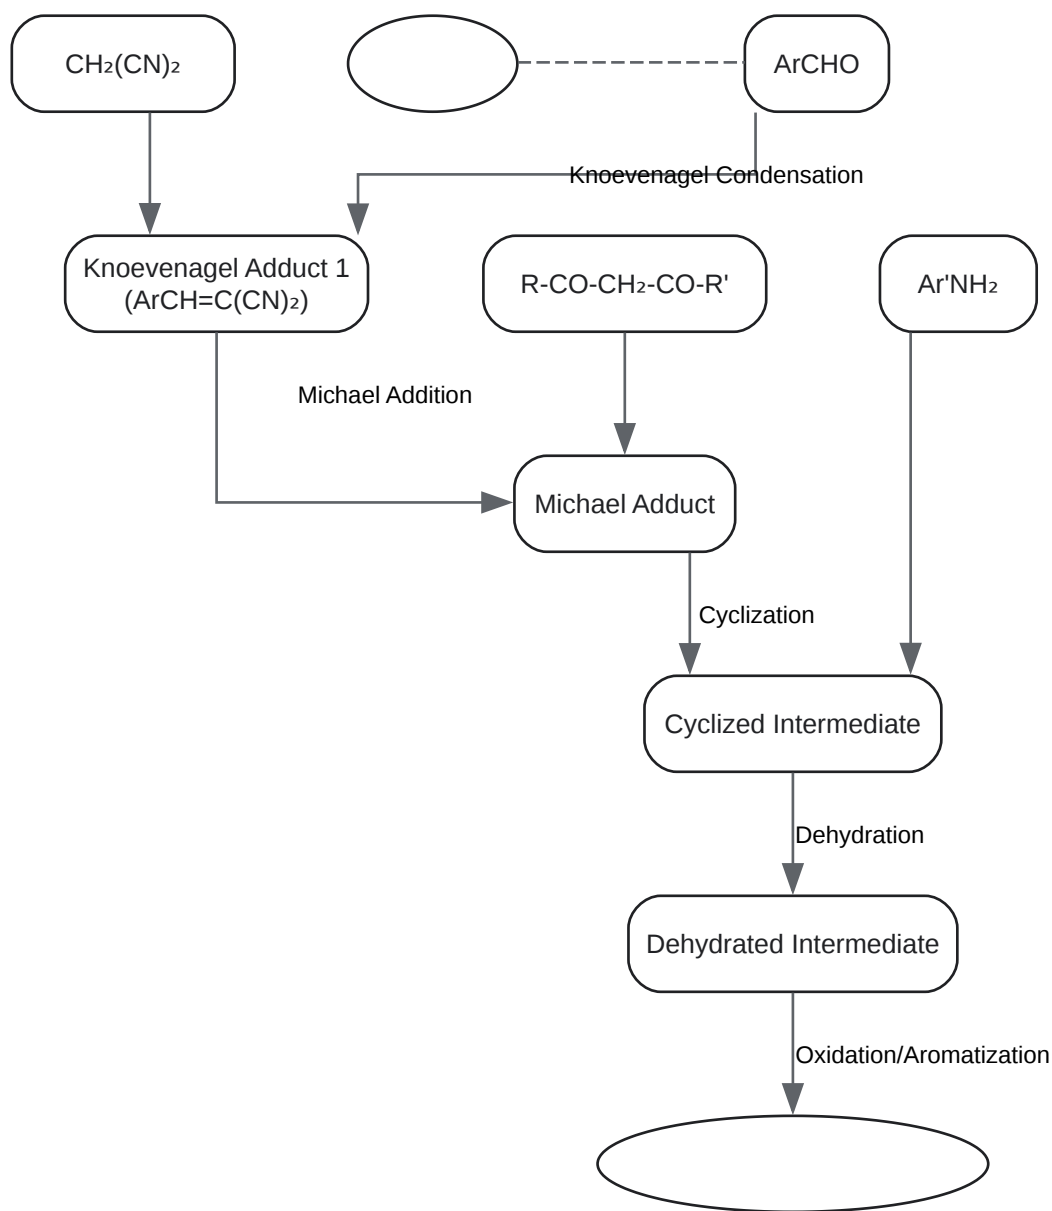 CH₂(CN)₂
ArCHO
Knoevenagel Condensation
Knoevenagel Adduct 1
(ArCH=C(CN)₂)
R-CO-CH₂-CO-R'
Ar'NH₂
Michael Addition
Michael Adduct
Cyclization
Cyclized Intermediate
Dehydration
Dehydrated Intermediate
Oxidation/Aromatization